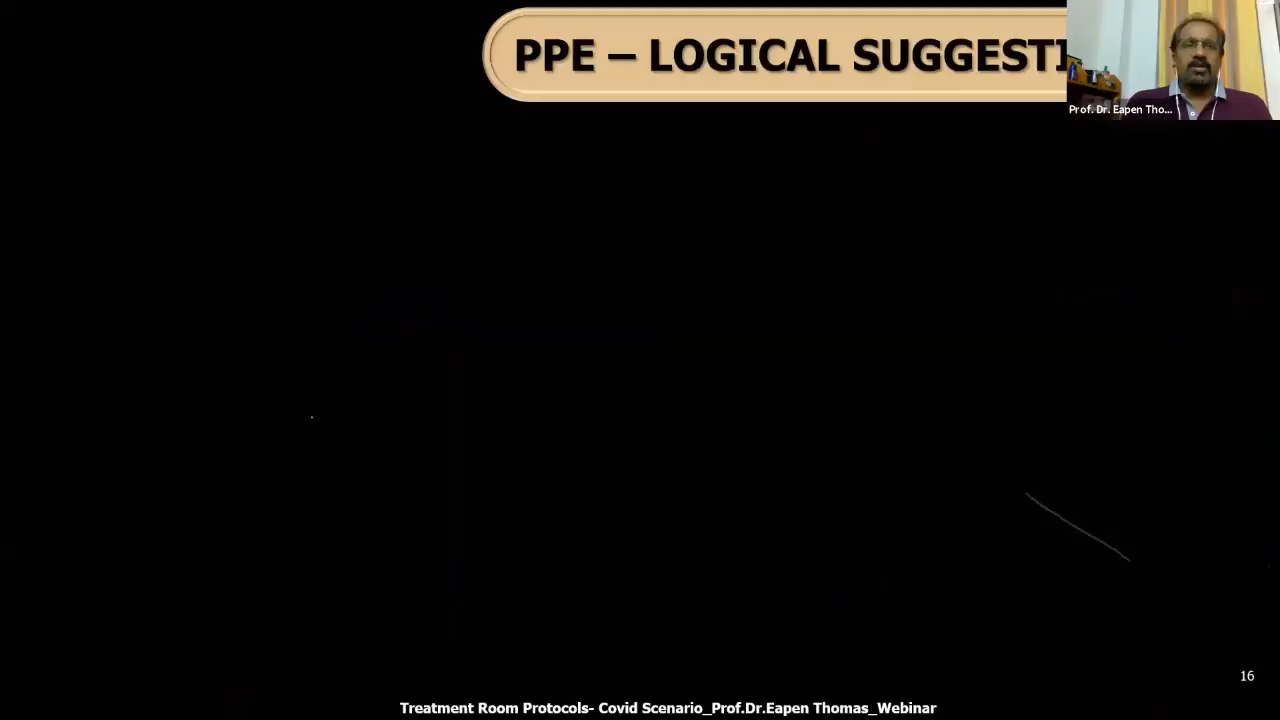 PPE – LOGICAL SUGGESTI
Prof. Dr. Eapen Tho...
16
Treatment Room Protocols- Covid Scenario_Prof.Dr.Eapen Thomas_Webinar